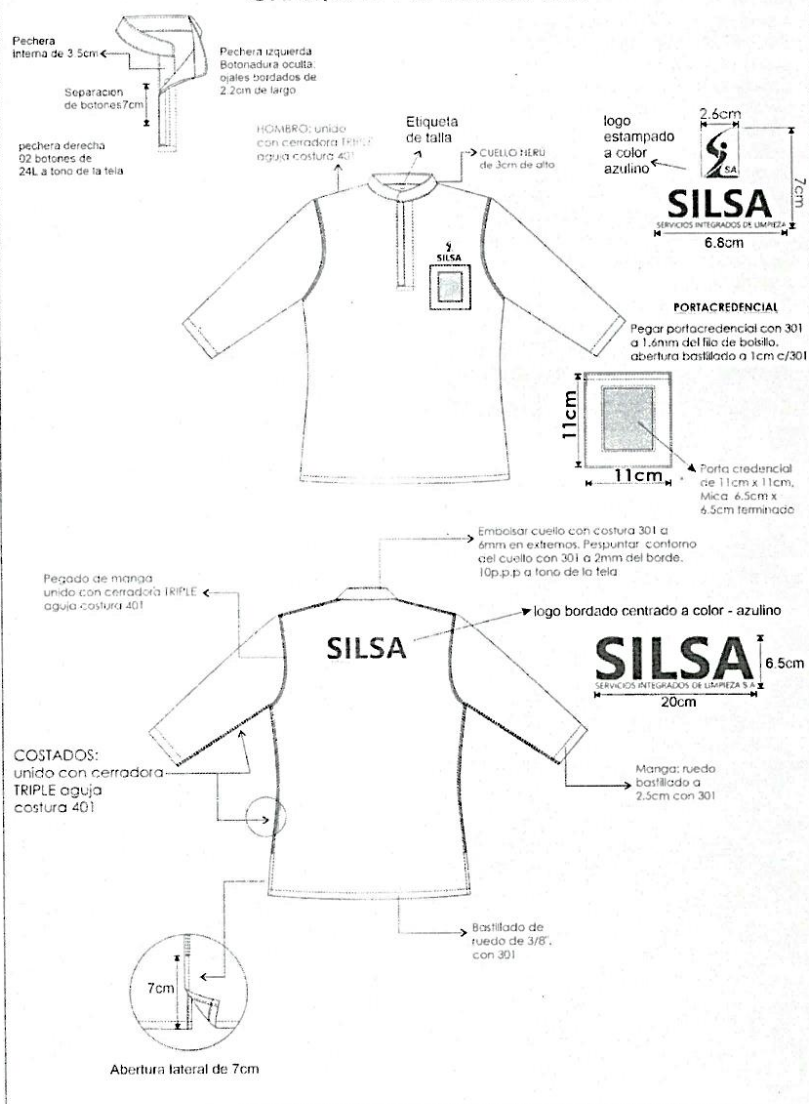 Pechera
interna de 3.5cm
Pechera izquierda
Botonadura oculta:
ojales bordados de
2.2cm de largo
Separacion
de botones 7cm
pechera derecha
02 botones de
24L a tono de la tela
HOMBRO: unido
con cerradora TRIPLE
aguja costura 401
Etiqueta
de talla
CUELLO NERU
de 3cm de alto
logo
estampado
a color
azulino
2.6cm
SA
7cm
SILSA
SERVICIOS INTEGRADOS DE LIMPIEZA
6.8cm
SILSA
PORTACREDENCIAL
Pegar portacredencial con 301
a 1.6mm del filo de bolsillo,
abertura bastillado a 1cm c/301
11cm
11cm
Porta credencial
de 11cm x 11cm,
Mica 6.5cm x
6.5cm terminado
Embolsar cuello con costura 301 a
6mm en extremos. Pespuntar contorno
del cuello con 301 a 2mm del borde.
10p.p.p a tono de la tela
Pegado de manga
unido con cerradora TRIPLE
aguja costura 401
logo bordado centrado a color - azulino
SILSA
SILSA
SERVICIOS INTEGRADOS DE LIMPIEZA S.A
6.5cm
20cm
COSTADOS:
unido con cerradora
TRIPLE aguja
costura 401
Manga: ruedo
bastillado a
2.5cm con 301
Bastillado de
ruedo de 3/8",
con 301
7cm
Abertura lateral de 7cm